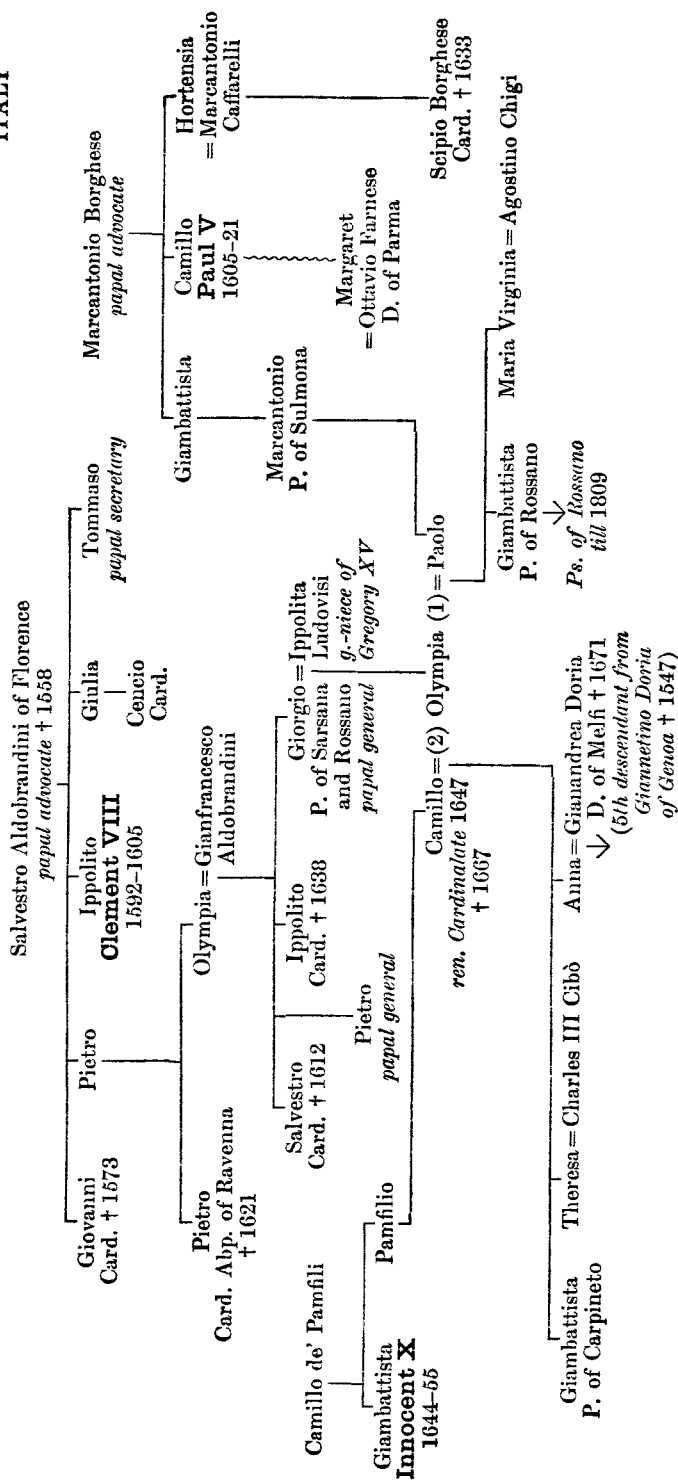 ITALY
Salvestro Aldobrandini of Florence
papal advocate † 1558
Marcantonio Borghese
papal advocate
Giovanni
Card. † 1573
Pietro
Ippolito
Clement VIII
1592–1605
Giulia
Cencio
Card.
Tommaso
papal secretary
Giambattista
Camillo
Paul V
1605–21
Hortensia
=Marcantonio
Caffarelli
Pietro
Card. Abp. of Ravenna
† 1621
Olympia=Gianfrancesco
Aldobrandini
Marcantonio
P. of Sulmona
Margaret
=Ottavio Farnese
D. of Parma
Scipio Borghese
Card. † 1633
Camillo de' Pamfili
Salvestro
Card. † 1612
Ippolito
Card. † 1638
Giorgio=Ippolita
P. of Sarsana Ludovisi
and Rossano g.-niece of
papal general Gregory XV
Pietro
papal general
Giambattista
Innocent X
1644–55
Pamfilio
Camillo=(2) Olympia (1)=Paolo
ren. Cardinalate 1647
† 1667
Giambattista
P. of Rossano
Ps. of Rossano
till 1809
Maria Virginia=Agostino Chigi
Giambattista
P. of Carpineto
Theresa=Charles III Cibò
Anna=Gianandrea Doria
D. of Melfi † 1671
(5th descendant from
Giannetino Doria
of Genoa † 1547)